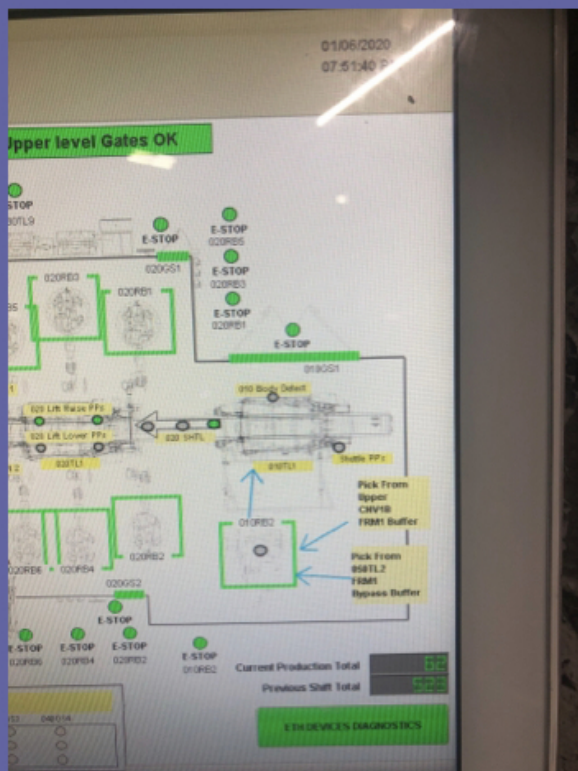 01/06/2020
07:51:40
Upper level Gates OK
E-STOP
E-STOP
020RB5
E-STOP
020GS1
E-STOP
020RB3
020RB3
020RB1
E-STOP
020RB1
E-STOP
010GS1
010 Body Detect
020 Lift Raise PPs
020 Lift Lower PPs
020 SHTL
020TL1
010TL1
Shuttle PPs
Pick From
Upper
CNV1B
FRM1 Buffer
010RB2
020RB2
020RB6
020RB4
Pick From
050TL2
FRM1
Bypass Buffer
020GS2
E-STOP
E-STOP
020RB6
E-STOP
020RB4
E-STOP
020RB2
E-STOP
010RB2
Current Production Total
Previous Shift Total
ETH.DEVICES DIAGNOSTICS